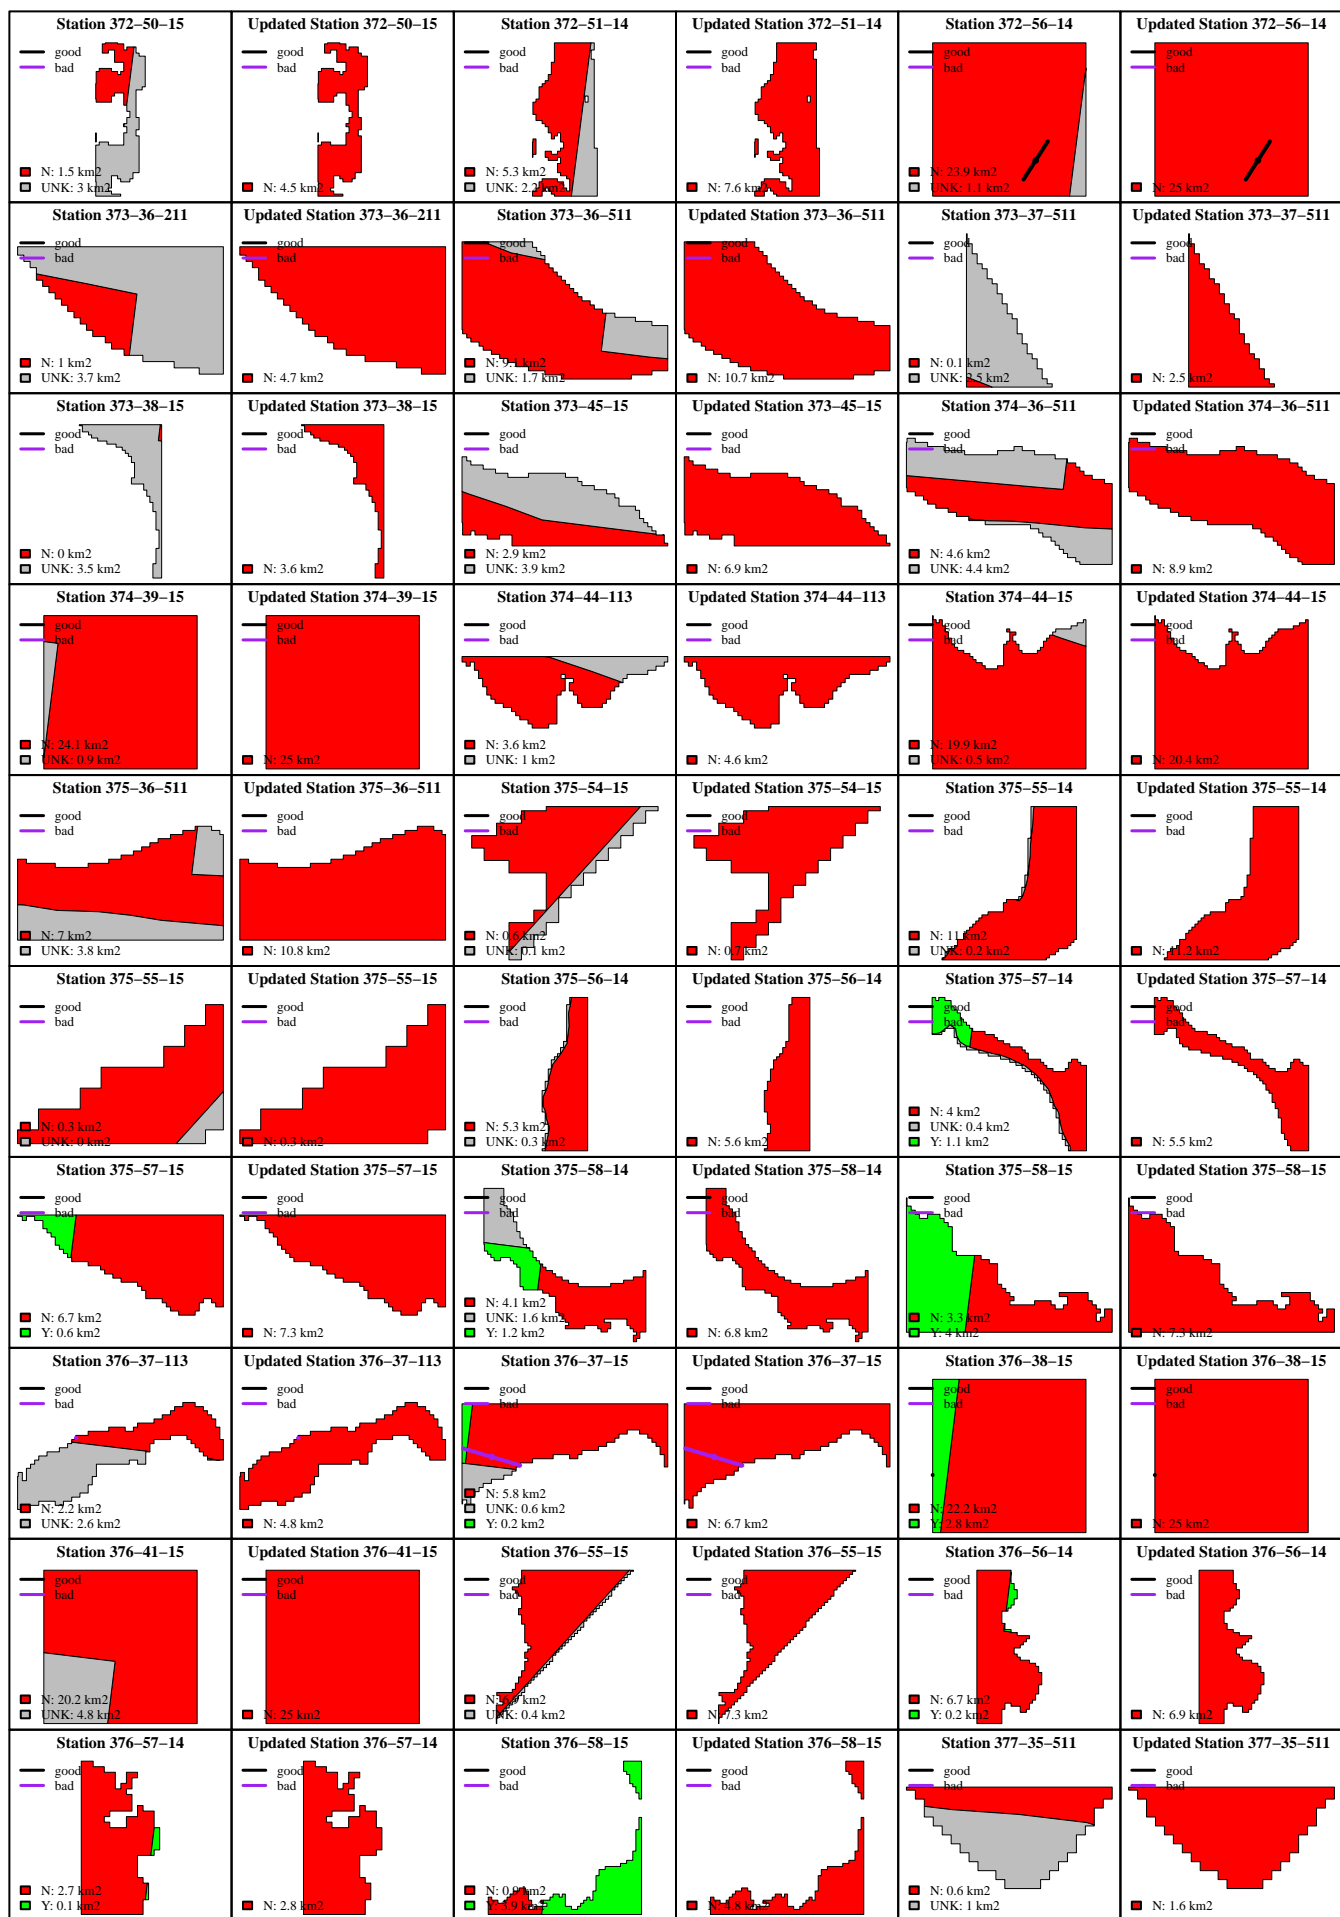 Station 372–50–15
good
bad
N: 1.5 km2
UNK: 3 km2
Updated Station 372–50–15
good
bad
N: 4.5 km2
Station 372–51–14
good
bad
N: 5.3 km2
UNK: 2.2 km2
Updated Station 372–51–14
good
bad
N: 7.6 km2
Station 372–56–14
good
bad
N: 23.9 km2
UNK: 1.1 km2
Updated Station 372–56–14
good
bad
N: 25 km2
Station 373–36–211
good
bad
N: 1 km2
UNK: 3.7 km2
Updated Station 373–36–211
good
bad
N: 4.7 km2
Station 373–36–511
good
bad
N: 9.1 km2
UNK: 1.7 km2
Updated Station 373–36–511
good
bad
N: 10.7 km2
Station 373–37–511
good
bad
N: 0.1 km2
UNK: 2.5 km2
Updated Station 373–37–511
good
bad
N: 2.5 km2
Station 373–38–15
good
bad
N: 0 km2
UNK: 3.5 km2
Updated Station 373–38–15
good
bad
N: 3.6 km2
Station 373–45–15
good
bad
N: 2.9 km2
UNK: 3.9 km2
Updated Station 373–45–15
good
bad
N: 6.9 km2
Station 374–36–511
good
bad
N: 4.6 km2
UNK: 4.4 km2
Updated Station 374–36–511
good
bad
N: 8.9 km2
Station 374–39–15
good
bad
N: 24.1 km2
UNK: 0.9 km2
Updated Station 374–39–15
good
bad
N: 25 km2
Station 374–44–113
good
bad
N: 3.6 km2
UNK: 1 km2
Updated Station 374–44–113
good
bad
N: 4.6 km2
Station 374–44–15
good
bad
N: 19.9 km2
UNK: 0.5 km2
Updated Station 374–44–15
good
bad
N: 20.4 km2
Station 375–36–511
good
bad
N: 7 km2
UNK: 3.8 km2
Updated Station 375–36–511
good
bad
N: 10.8 km2
Station 375–54–15
good
bad
N: 0.6 km2
UNK: 0.1 km2
Updated Station 375–54–15
good
bad
N: 0.7 km2
Station 375–55–14
good
bad
N: 11 km2
UNK: 0.2 km2
Updated Station 375–55–14
good
bad
N: 11.2 km2
Station 375–55–15
good
bad
N: 0.3 km2
UNK: 0 km2
Updated Station 375–55–15
good
bad
N: 0.3 km2
Station 375–56–14
good
bad
N: 5.3 km2
UNK: 0.3 km2
Updated Station 375–56–14
good
bad
N: 5.6 km2
Station 375–57–14
good
bad
N: 4 km2
UNK: 0.4 km2
Y: 1.1 km2
Updated Station 375–57–14
good
bad
N: 5.5 km2
Station 375–57–15
good
bad
N: 6.7 km2
Y: 0.6 km2
Updated Station 375–57–15
good
bad
N: 7.3 km2
Station 375–58–14
good
bad
N: 4.1 km2
UNK: 1.6 km2
Y: 1.2 km2
Updated Station 375–58–14
good
bad
N: 6.8 km2
Station 375–58–15
good
bad
N: 3.3 km2
Y: 4 km2
Updated Station 375–58–15
good
bad
N: 7.3 km2
Station 376–37–113
good
bad
N: 2.2 km2
UNK: 2.6 km2
Updated Station 376–37–113
good
bad
N: 4.8 km2
Station 376–37–15
good
bad
N: 5.8 km2
UNK: 0.6 km2
Y: 0.2 km2
Updated Station 376–37–15
good
bad
N: 6.7 km2
Station 376–38–15
good
bad
N: 22.2 km2
Y: 2.8 km2
Updated Station 376–38–15
good
bad
N: 25 km2
Station 376–41–15
good
bad
N: 20.2 km2
UNK: 4.8 km2
Updated Station 376–41–15
good
bad
N: 25 km2
Station 376–55–15
good
bad
km2
UNK: 0.4 km2
Updated Station 376–55–15
good
bad
N: 7.3 km2
Station 376–56–14
good
bad
N: 6.7 km2
Y: 0.2 km2
Updated Station 376–56–14
good
bad
N: 6.9 km2
Station 376–57–14
good
bad
N: 2.7 km2
Y: 0.1 km2
Updated Station 376–57–14
good
bad
N: 2.8 km2
Station 376–58–15
good
bad
N: 0.9 km2
Y: 3.9 km2
Updated Station 376–58–15
good
bad
N: 4.8 km2
Station 377–35–511
good
bad
N: 0.6 km2
UNK: 1 km2
Updated Station 377–35–511
good
bad
N: 1.6 km2